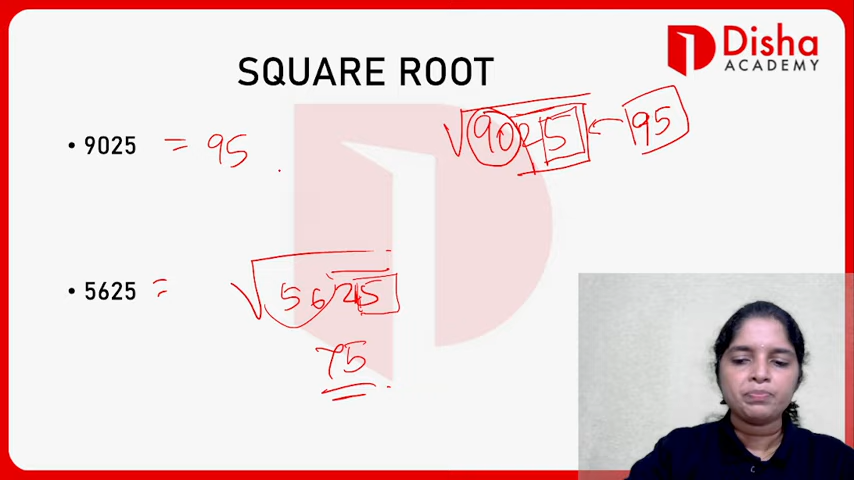 Disha
ACADEMY
SQUARE ROOT
• 9025 = 95
√9025 ← 95
• 5625 =
√5625
75